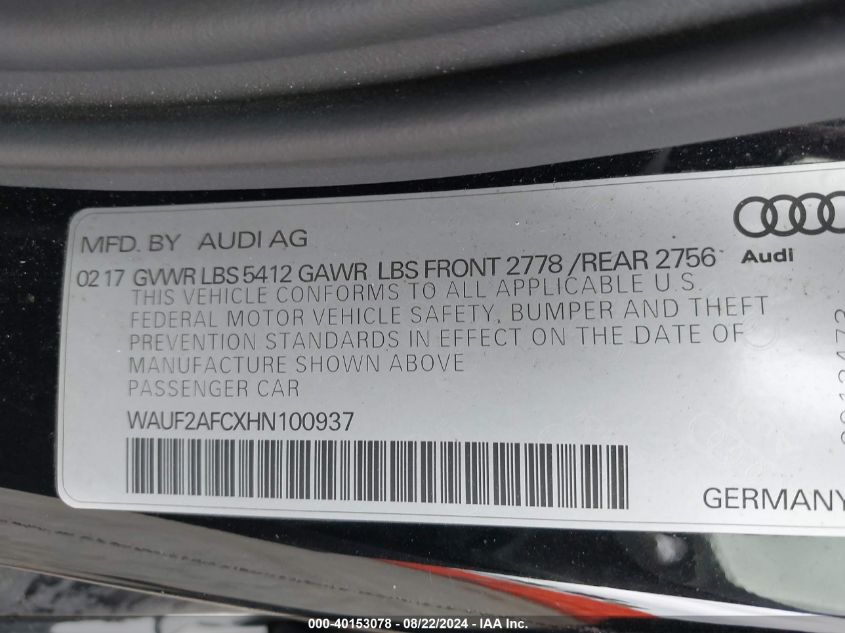 MFD. BY AUDI AG
Audi
02 17 GVWR LBS 5412 GAWR LBS FRONT 2778 /REAR 2756
THIS VEHICLE CONFORMS TO ALL APPLICABLE U.S.
FEDERAL MOTOR VEHICLE SAFETY, BUMPER AND THEFT
PREVENTION STANDARDS IN EFFECT ON THE DATE OF
MANUFACTURE SHOWN ABOVE
PASSENGER CAR
WAUF2AFCXHN100937
GERMANY
000-40153078 - 08/22/2024 - IAA Inc.